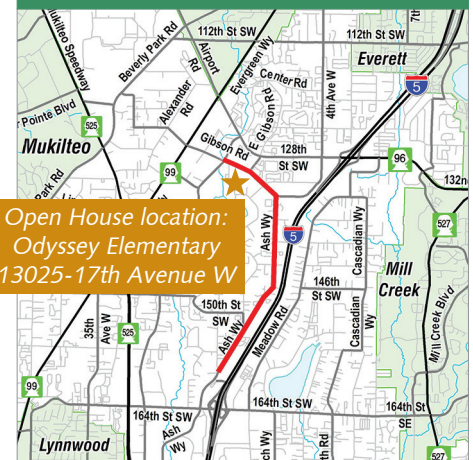 112th St SW
112th St SW
7th
Mukilteo Speedway
Beverly Park Rd
Airport
Rd
Evergreen Wy
Everett
Center Rd
4th Ave W
5
Alexander
Rd
Pointe Blvd
525
Gibson Rd
E Gibson Rd
128th
St SW
96
132nd
Mukilteo
99
Park Rd
Open House location:
Odyssey Elementary
13025-17th Avenue W
Ash Wy
5
527
Cascadian Wy
Mill
Creek
146th
St SW
Cascadian
Wy
Mill Creek Blvd
150th St
SW
Ash Wy
Meadow Rd
35th
Ave W
525
99
164th St SW
164th St SW
164th St
SE
Ash
Wy
Lynnwood
527